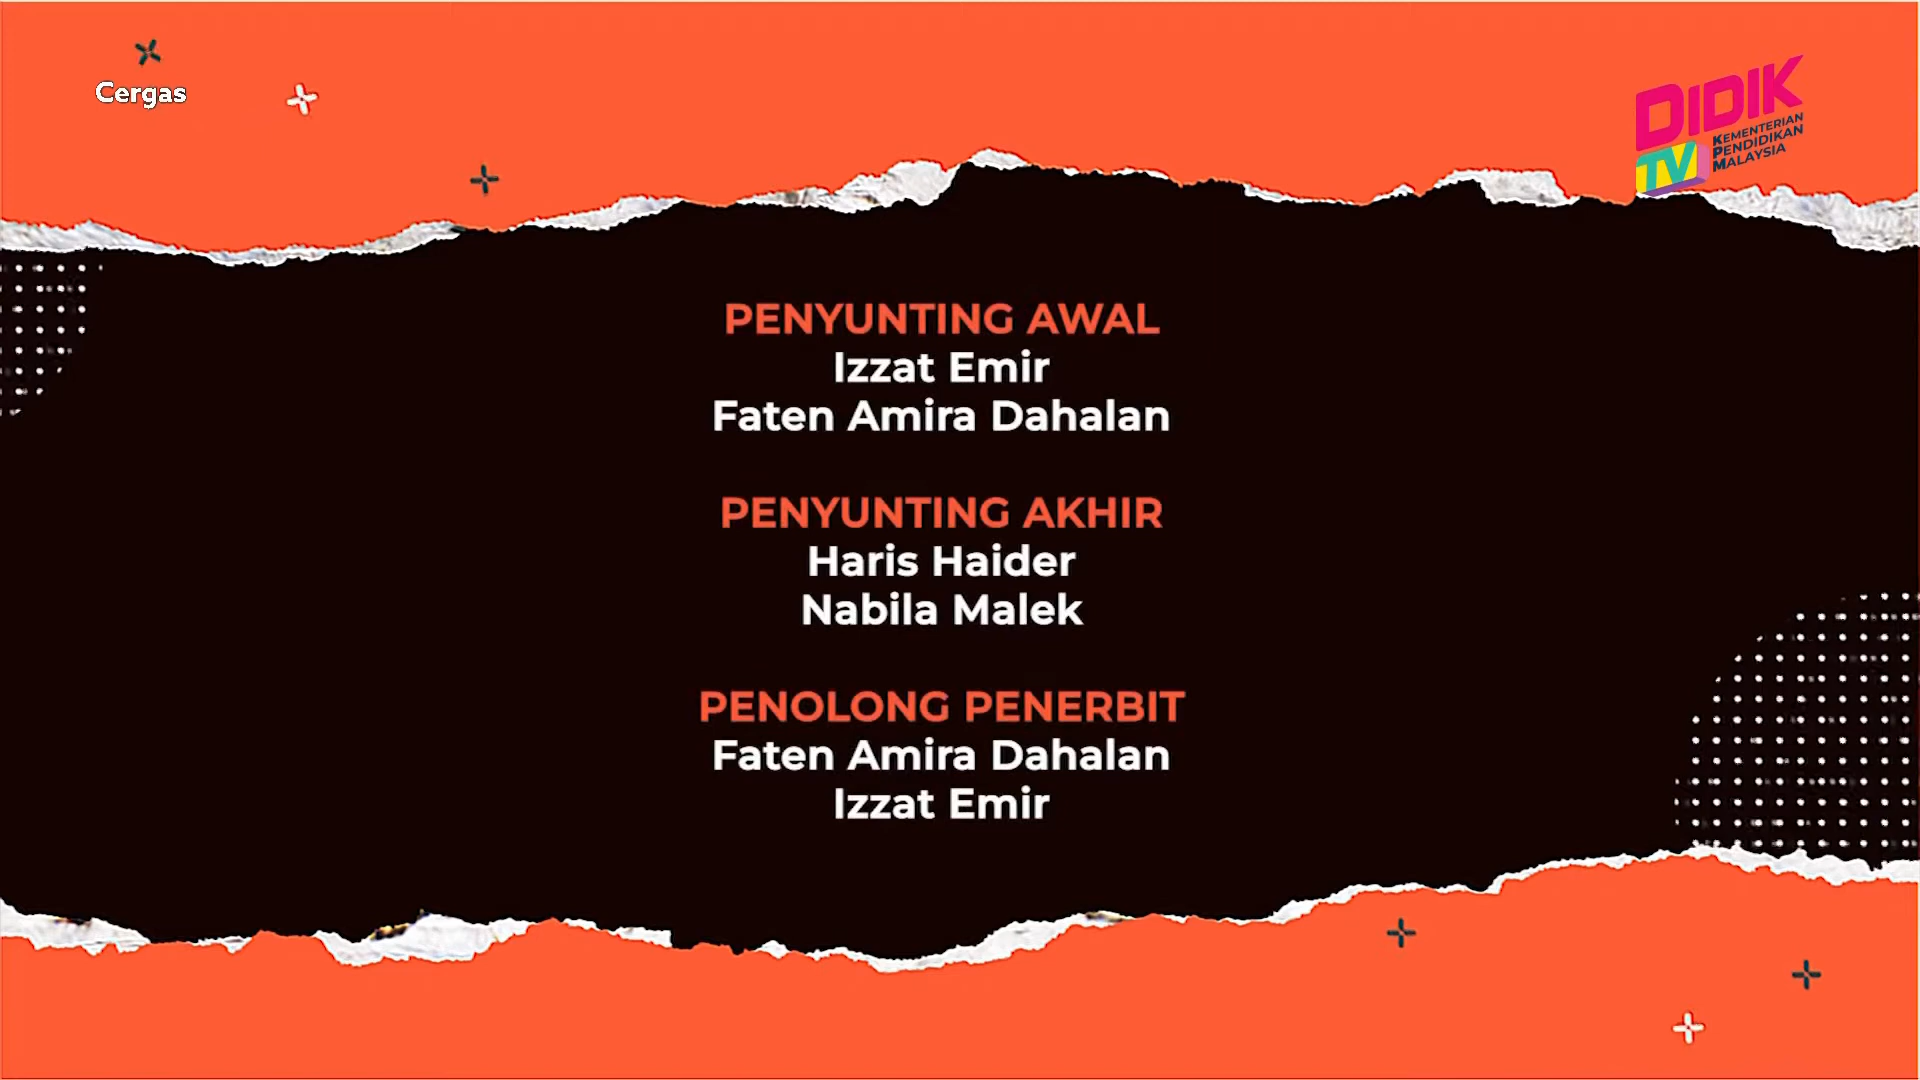 Cergas
DIDIK
TV
KEMENTERIAN
PENDIDIKAN
MALAYSIA
PENYUNTING AWAL
Izzat Emir
Faten Amira Dahalan
PENYUNTING AKHIR
Haris Haider
Nabila Malek
PENOLONG PENERBIT
Faten Amira Dahalan
Izzat Emir